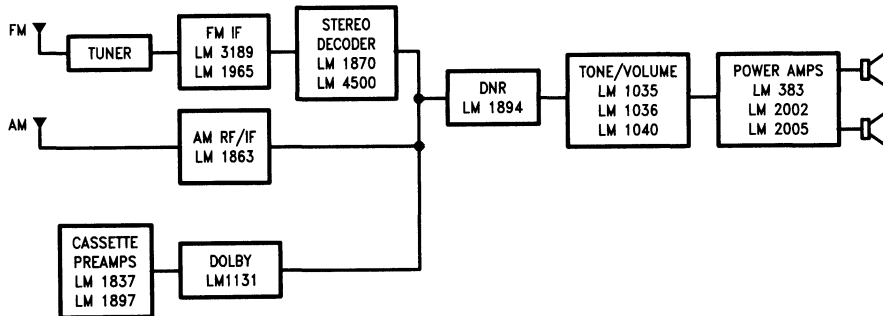 FM
TUNER
FM IF
LM 3189
LM 1965
STEREO
DECODER
LM 1870
LM 4500
AM
AM RF/IF
LM 1863
CASSETTE
PREAMPS
LM 1837
LM 1897
DOLBY
LM1131
DNR
LM 1894
TONE/VOLUME
LM 1035
LM 1036
LM 1040
POWER AMPS
LM 383
LM 2002
LM 2005